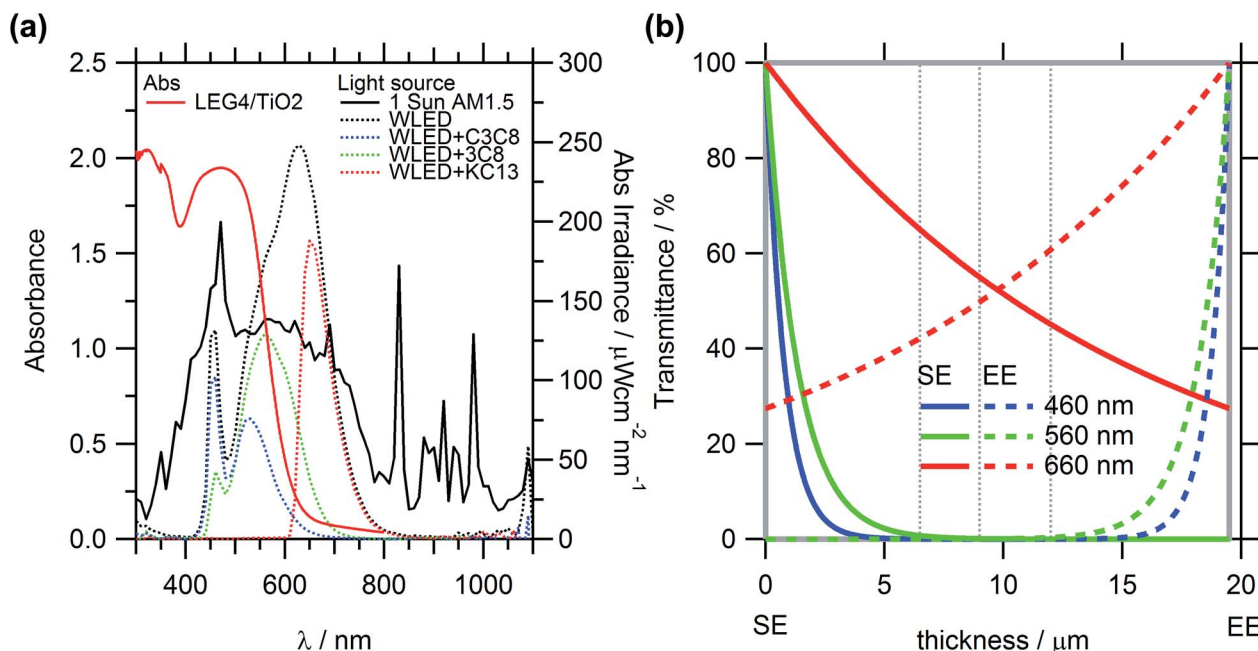 (a)
2.5
2.0
1.5
1.0
0.5
0.0
Absorbance
300
250
200
150
100
50
0
Abs Irradiance / μWcm-2 nm-1
400 600 800 1000
λ / nm
Abs
LEG4/TiO2
Light source
1 Sun AM1.5
WLED
WLED+C3C8
WLED+3C8
WLED+KC13
(b)
100
80
60
40
20
0
Transmittance / %
SE EE
460 nm
560 nm
660 nm
0 5 10 15 20
SE EE
thickness / μm